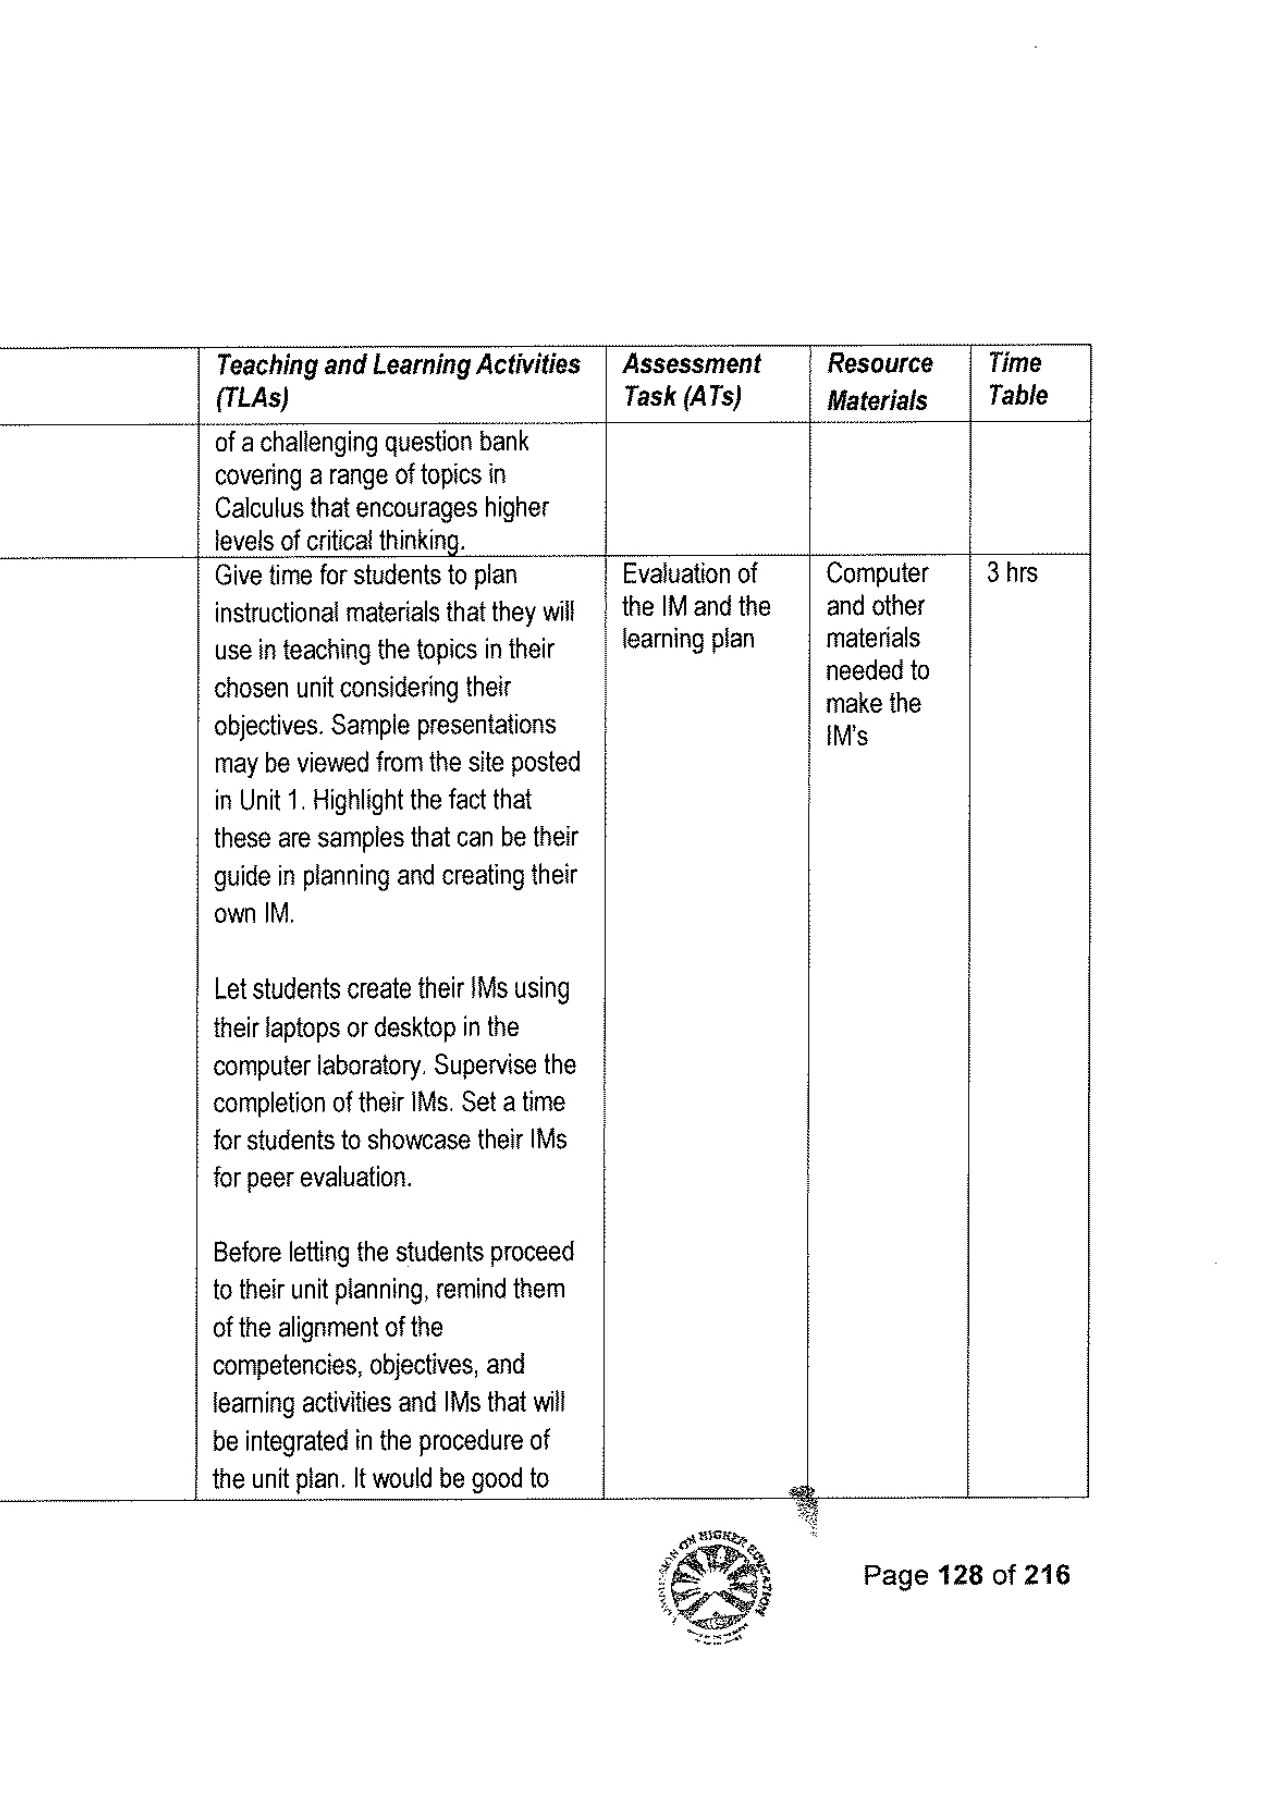 Teaching and Learning Activities
(TLAs)
Assessment
Task (ATs)
Resource
Materials
Time
Table
of a challenging question bank
covering a range of topics in
Calculus that encourages higher
levels of critical thinking.
Give time for students to plan
instructional materials that they will
use in teaching the topics in their
chosen unit considering their
objectives. Sample presentations
may be viewed from the site posted
in Unit 1. Highlight the fact that
these are samples that can be their
guide in planning and creating their
own IM.
Let students create their IMs using
their laptops or desktop in the
computer laboratory. Supervise the
completion of their IMs. Set a time
for students to showcase their IMs
for peer evaluation.
Before letting the students proceed
to their unit planning, remind them
of the alignment of the
competencies, objectives, and
learning activities and IMs that will
be integrated in the procedure of
the unit plan. It would be good to
Evaluation of
the IM and the
learning plan
Computer
and other
materials
needed to
make the
IM's
3 hrs
ON HIGHER EDUCATION
Page 128 of 216